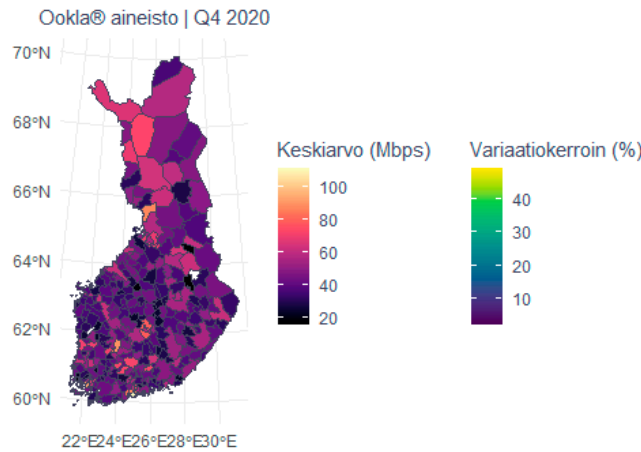 Ookla® aineisto | Q4 2020
70°N
68°N
66°N
64°N
62°N
60°N
22°E24°E26°E28°E30°E
Keskiarvo (Mbps)
100
80
60
40
20
Variaatiokerroin (%)
40
30
20
10